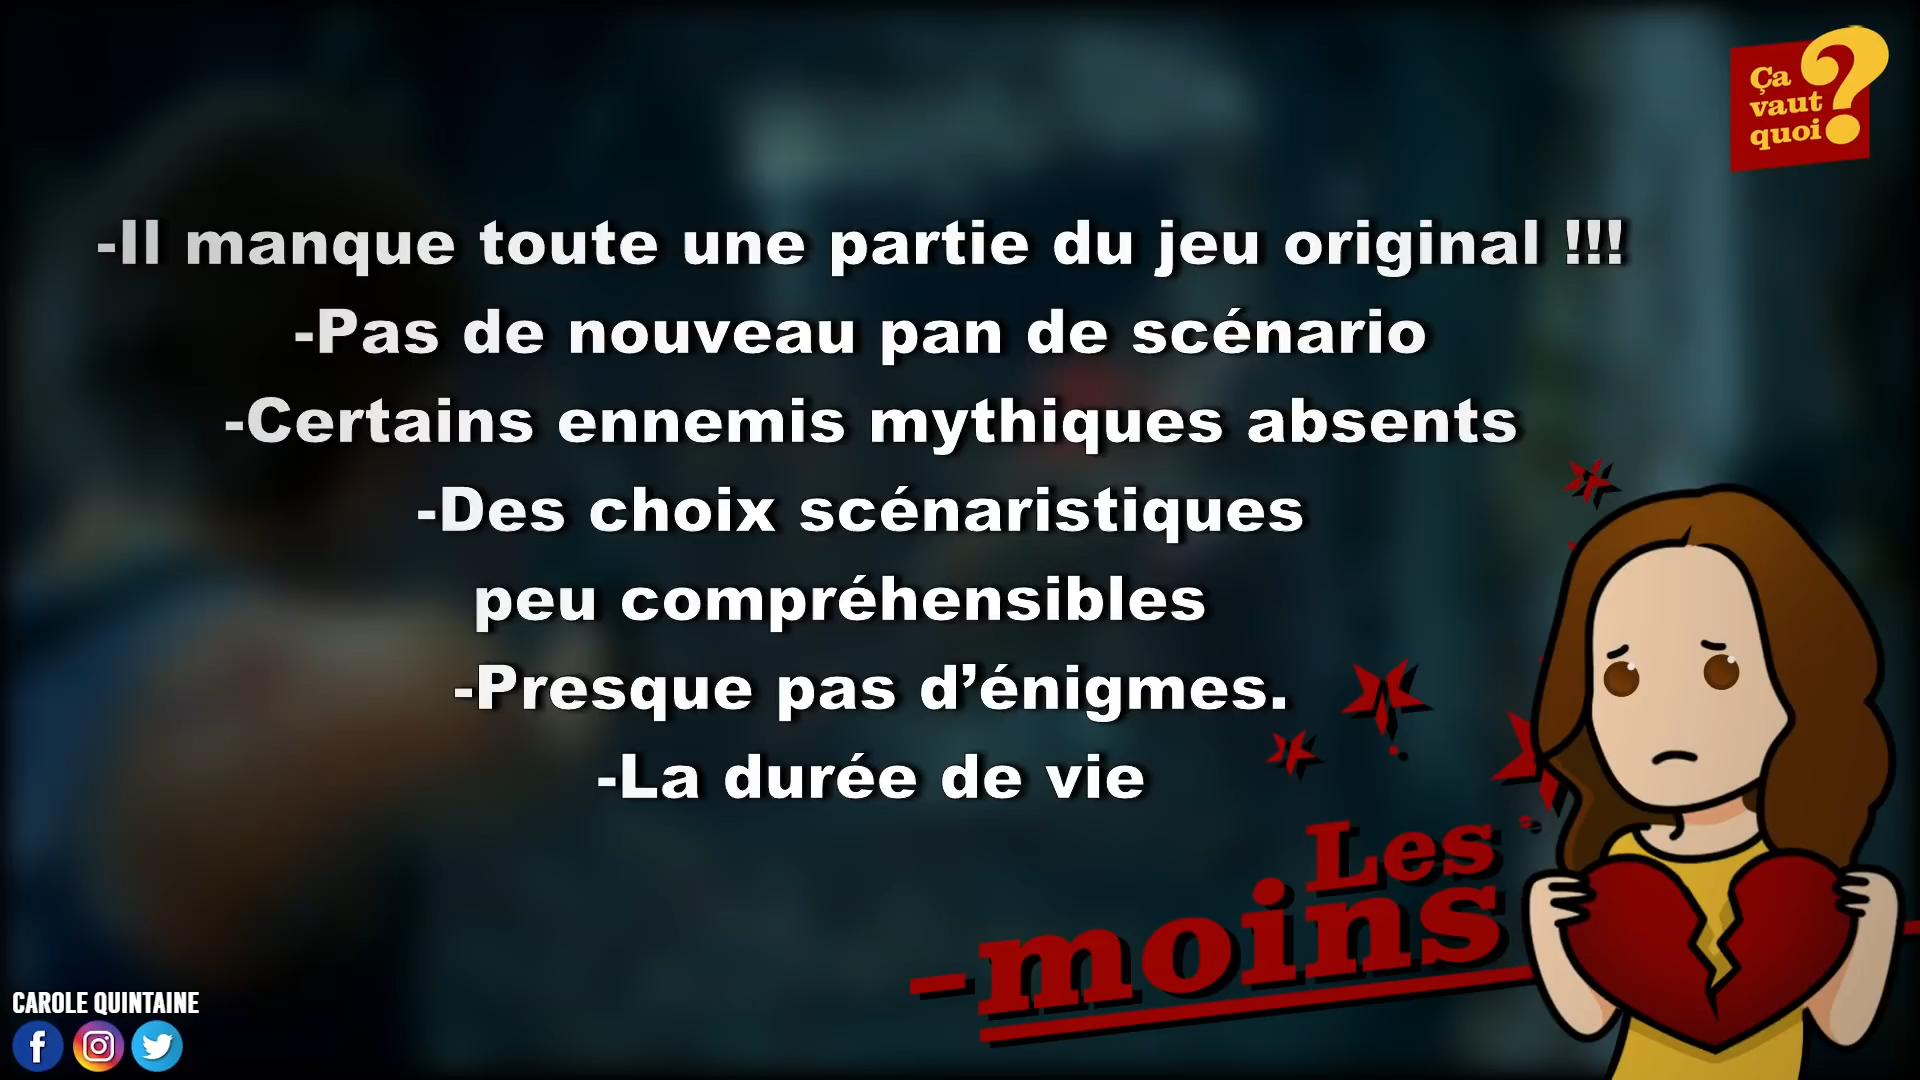 Ça
vaut
quoi ?
-Il manque toute une partie du jeu original !!!
-Pas de nouveau pan de scénario
-Certains ennemis mythiques absents
-Des choix scénaristiques
peu compréhensibles
-Presque pas d’énigmes.
-La durée de vie
Les
-moins-
CAROLE QUINTAINE